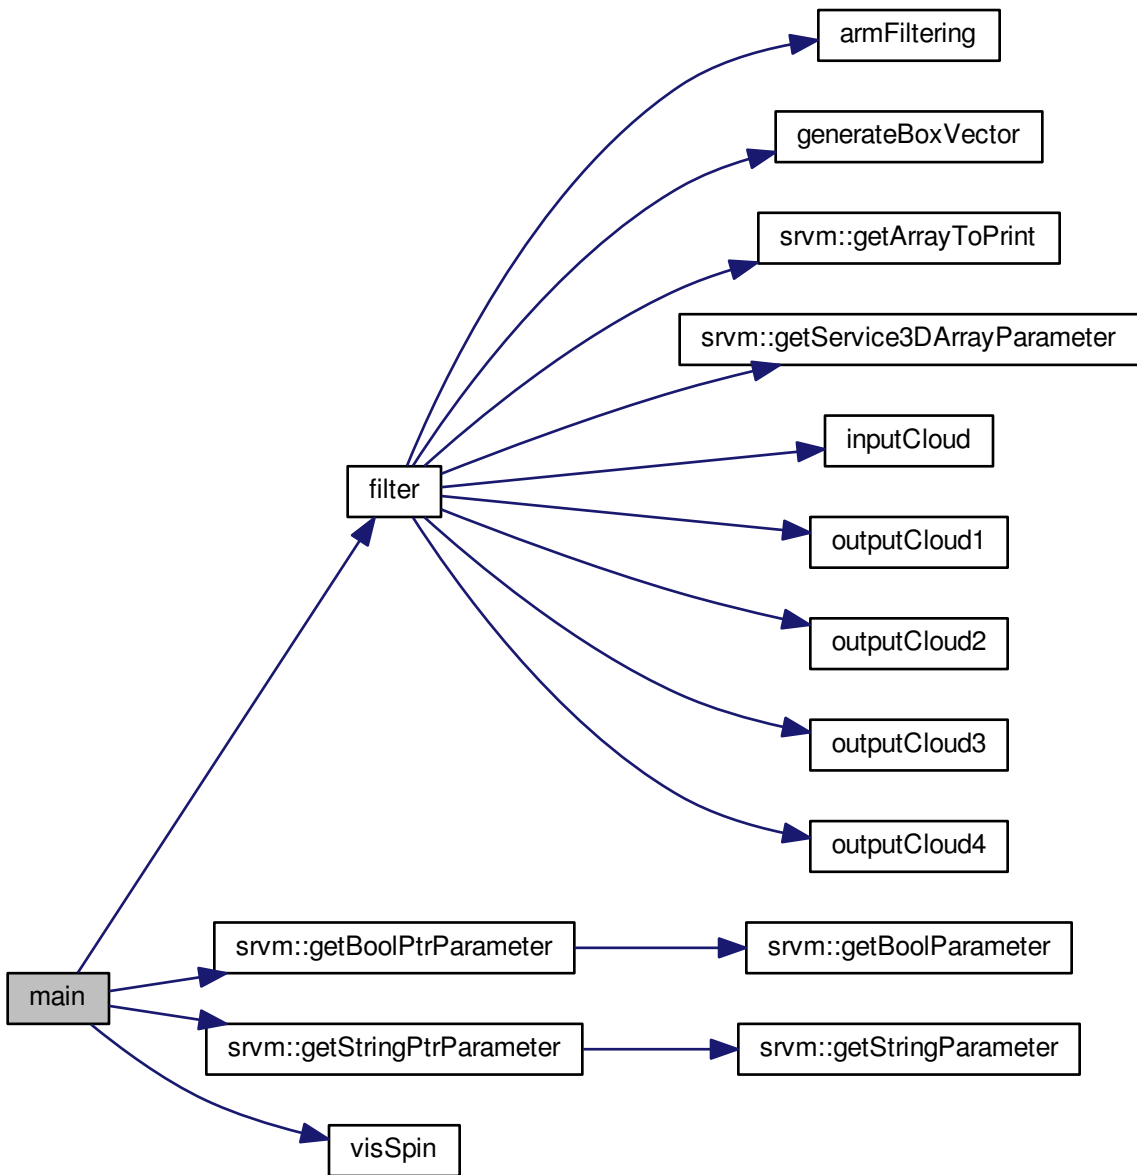 armFiltering
generateBoxVector
srvm::getArrayToPrint
srvm::getService3DArrayParameter
inputCloud
filter
outputCloud1
outputCloud2
outputCloud3
outputCloud4
srvm::getBoolPtrParameter
srvm::getBoolParameter
main
srvm::getStringPtrParameter
srvm::getStringParameter
visSpin